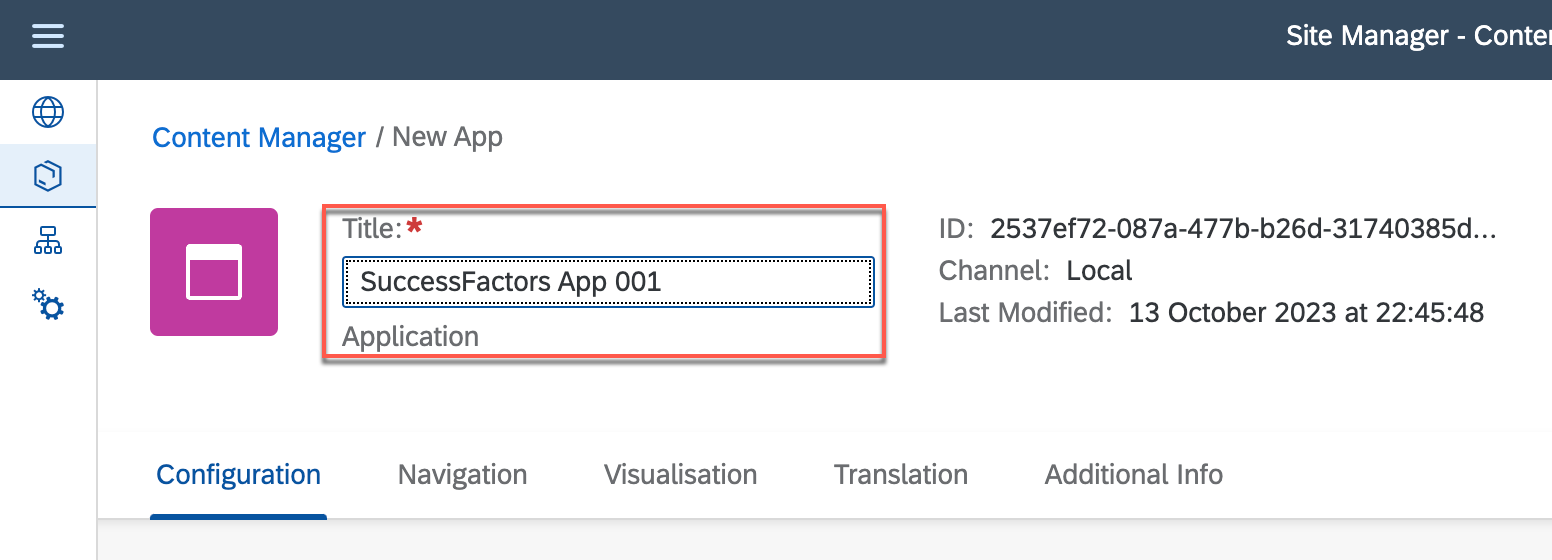 Site Manager - Conte
Content Manager / New App
Title:*
SuccessFactors App 001
Application
ID: 2537ef72-087a-477b-b26d-31740385d...
Channel: Local
Last Modified: 13 October 2023 at 22:45:48
Configuration Navigation Visualisation Translation Additional Info